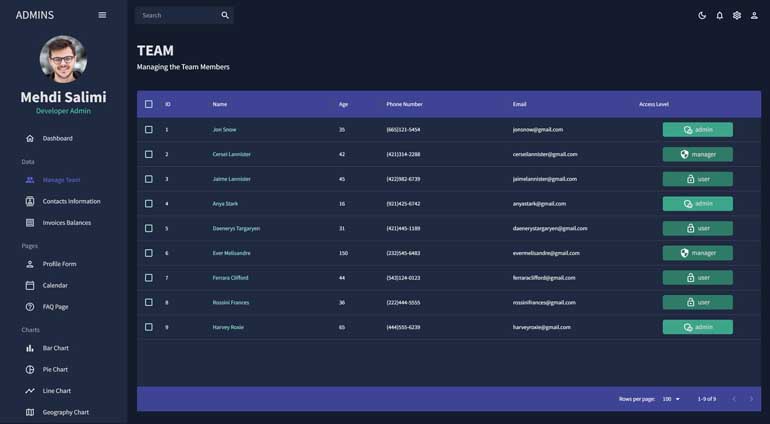 ADMINS
Search
Mehdi Salimi
Developer Admin
Dashboard
Data
Manage Team
Contacts Information
Invoices Balances
Pages
Profile Form
Calendar
FAQ Page
Charts
Bar Chart
Pie Chart
Line Chart
Geography Chart
TEAM
Managing the Team Members
ID Name Age Phone Number Email Access Level
1 Jon Snow 35 (665)121-5454 jonsnow@gmail.com admin
2 Cersei Lannister 42 (421)314-2288 cerseilannister@gmail.com manager
3 Jaime Lannister 45 (422)982-6739 jaimelannister@gmail.com user
4 Anya Stark 16 (921)425-6742 anyastark@gmail.com admin
5 Daenerys Targaryen 31 (421)445-1189 daenerystargaryen@gmail.com user
6 Ever Melisandre 150 (232)545-6483 evermelisandre@gmail.com manager
7 Ferrara Clifford 44 (543)124-0123 ferraraclifford@gmail.com user
8 Rossini Frances 36 (222)444-5555 rossinifrances@gmail.com user
9 Harvey Roxie 65 (444)555-6239 harveyroxie@gmail.com admin
Rows per page: 100 1–9 of 9